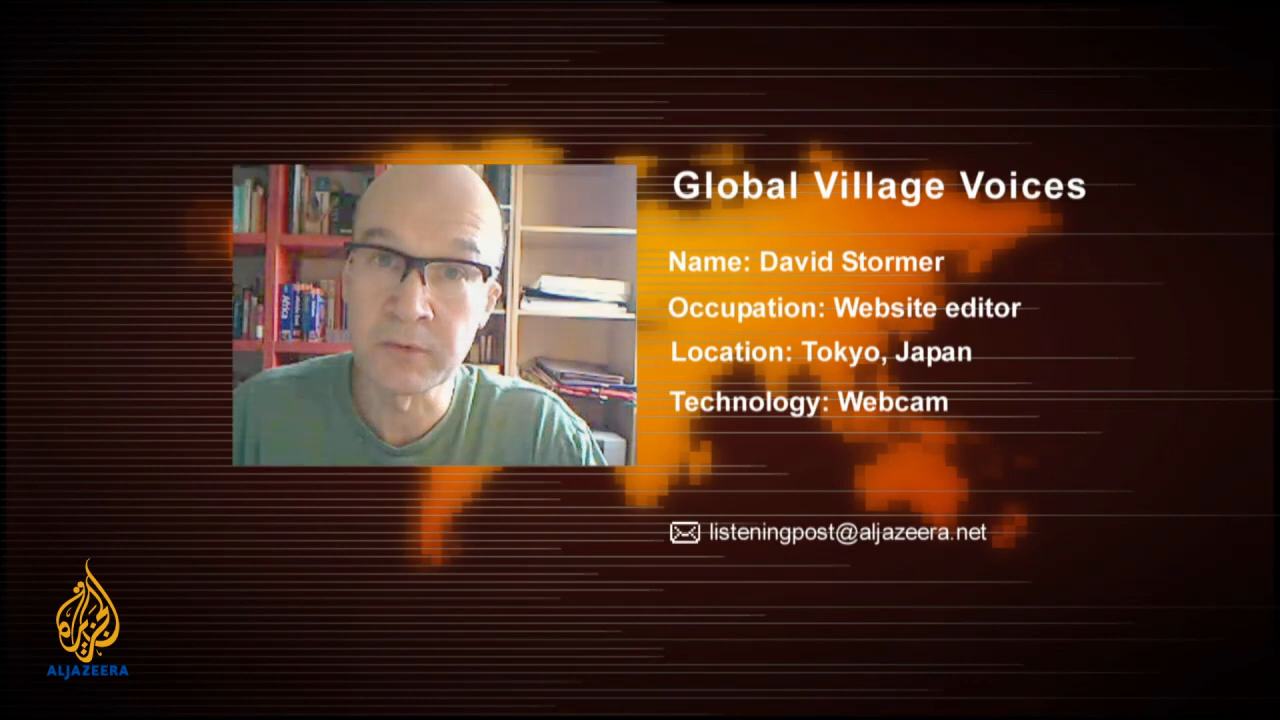 Global Village Voices
Name: David Stormer
Occupation: Website editor
Location: Tokyo, Japan
Technology: Webcam
listeningpost@aljazeera.net
Africa
الجزيرة
ALJAZEERA